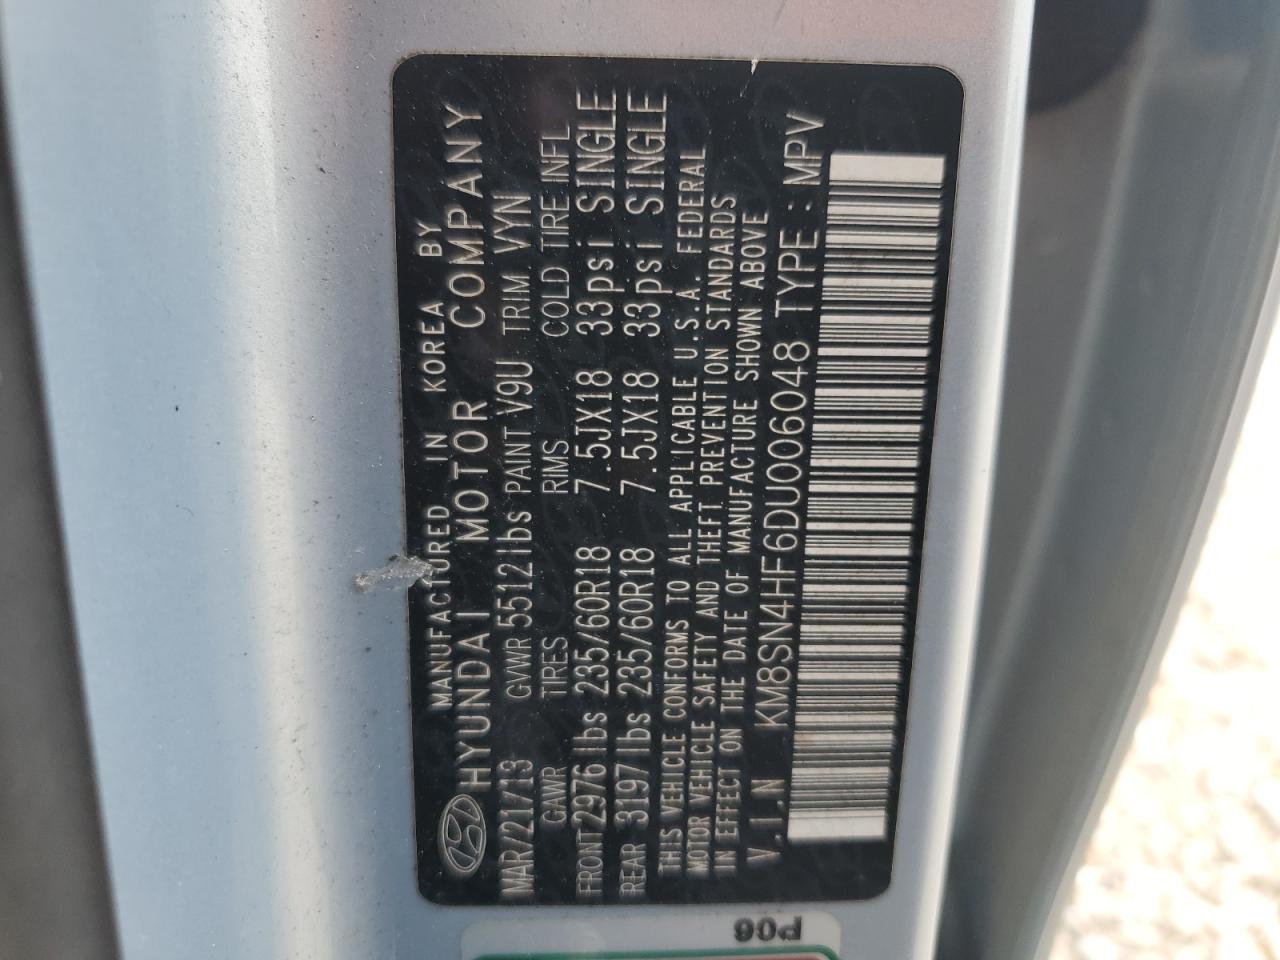 MANUFACTURED IN KOREA BY
HYUNDAI MOTOR COMPANY
MAR/21/13 GVWR 5512lbs PAINT V9U TRIM VYN
GAWR TIRES RIMS COLD TIRE INFL
FRONT 2976lbs 235/60R18 7.5JX18 33psi SINGLE
REAR 3197lbs 235/60R18 7.5JX18 33psi SINGLE
THIS VEHICLE CONFORMS TO ALL APPLICABLE U.S.A. FEDERAL
MOTOR VEHICLE SAFETY AND THEFT PREVENTION STANDARDS
IN EFFECT ON THE DATE OF MANUFACTURE SHOWN ABOVE
V.I.N KM8SN4HF6DU006048 TYPE : MPV
P06